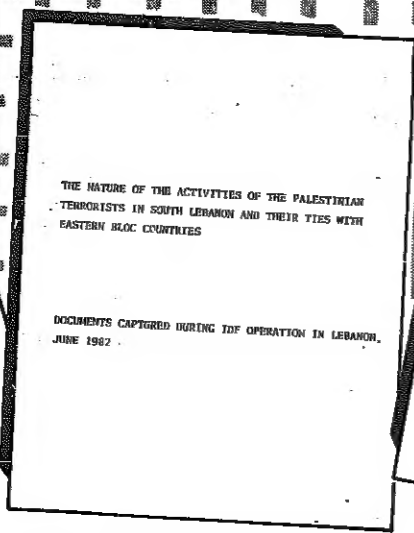 THE NATURE OF THE ACTIVITIES OF THE PALESTINIAN
TERRORISTS IN SOUTH LEBANON AND THEIR TIES WITH
EASTERN BLOC COUNTRIES
DOCUMENTS CAPTURED DURING IDF OPERATION IN LEBANON.
JUNE 1982